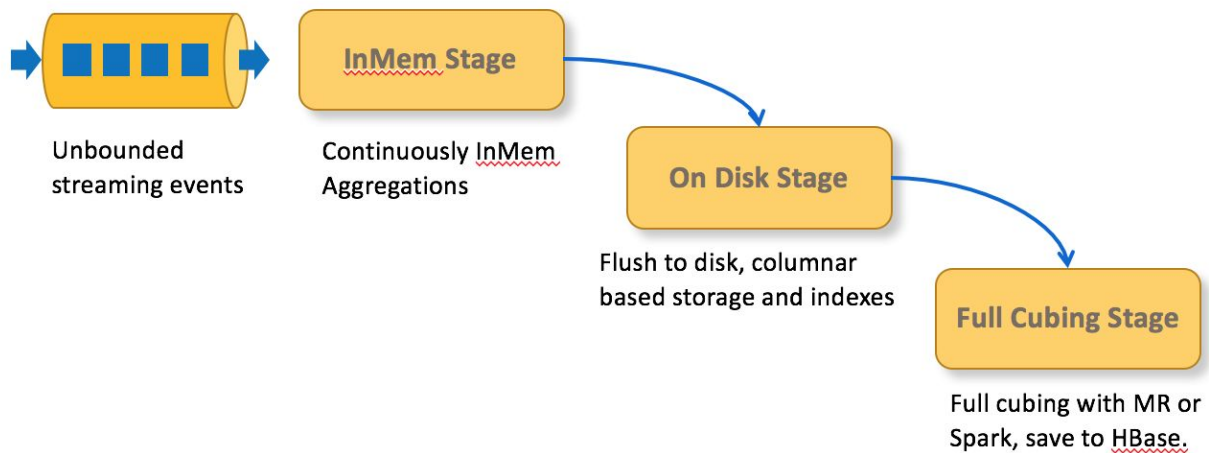 InMem Stage
Unbounded
streaming events
Continuously InMem
Aggregations
On Disk Stage
Flush to disk, columnar
based storage and indexes
Full Cubing Stage
Full cubing with MR or
Spark, save to HBase.